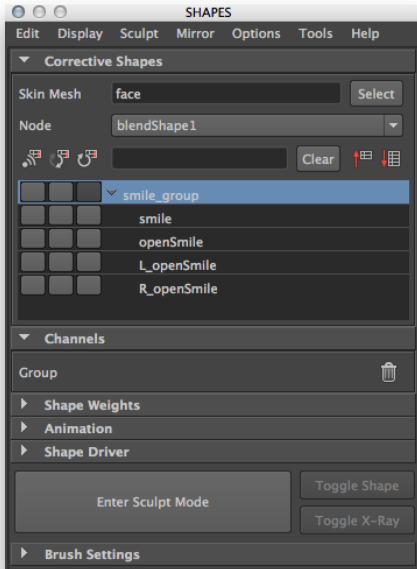 SHAPES
Edit Display Sculpt Mirror Options Tools Help
Corrective Shapes
Skin Mesh face Select
Node blendShape1
Clear
smile_group
smile
openSmile
L_openSmile
R_openSmile
Channels
Group
Shape Weights
Animation
Shape Driver
Enter Sculpt Mode
Toggle Shape
Toggle X-Ray
Brush Settings